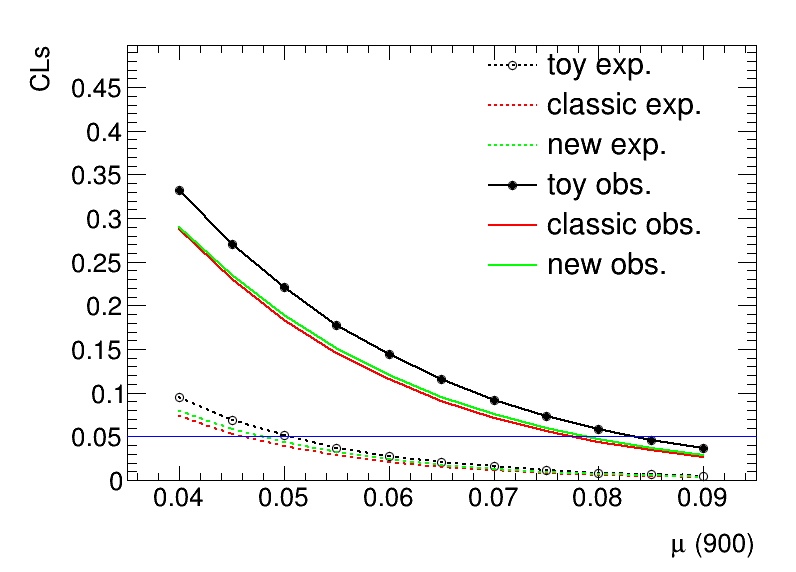 CLs
toy exp.
classic exp.
new exp.
toy obs.
classic obs.
new obs.
0.45
0.4
0.35
0.3
0.25
0.2
0.15
0.1
0.05
0
0.04 0.05 0.06 0.07 0.08 0.09
μ (900)